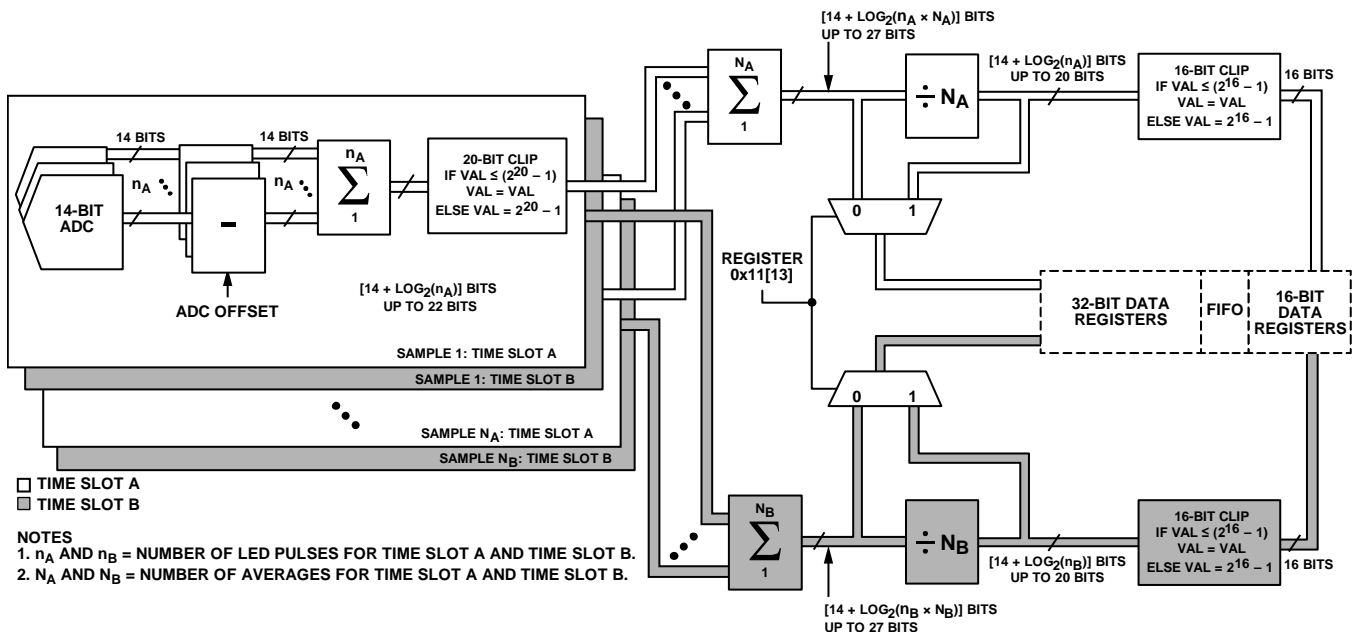 [14 + LOG2(nA × NA)] BITS
UP TO 27 BITS
NA
Σ
1
÷ NA
[14 + LOG2(nA)] BITS
UP TO 20 BITS
16-BIT CLIP
IF VAL ≤ (2^16 – 1)
VAL = VAL
ELSE VAL = 2^16 – 1
16 BITS
14 BITS
14 BITS
nA
nA
14-BIT
ADC
–
ADC OFFSET
nA
Σ
1
20-BIT CLIP
IF VAL ≤ (2^20 – 1)
VAL = VAL
ELSE VAL = 2^20 – 1
[14 + LOG2(nA)] BITS
UP TO 22 BITS
SAMPLE 1: TIME SLOT A
SAMPLE 1: TIME SLOT B
SAMPLE NA: TIME SLOT A
SAMPLE NB: TIME SLOT B
0 1
REGISTER
0x11[13]
32-BIT DATA
REGISTERS
FIFO
16-BIT
DATA
REGISTERS
0 1
TIME SLOT A
TIME SLOT B
NOTES
1. nA AND nB = NUMBER OF LED PULSES FOR TIME SLOT A AND TIME SLOT B.
2. NA AND NB = NUMBER OF AVERAGES FOR TIME SLOT A AND TIME SLOT B.
NB
Σ
1
÷ NB
[14 + LOG2(nB)] BITS
UP TO 20 BITS
16-BIT CLIP
IF VAL ≤ (2^16 – 1)
VAL = VAL
ELSE VAL = 2^16 – 1
16 BITS
[14 + LOG2(nB × NB)] BITS
UP TO 27 BITS